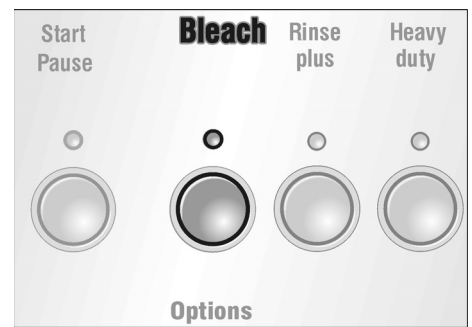 Start
Pause
Bleach
Rinse
plus
Heavy
duty
Options